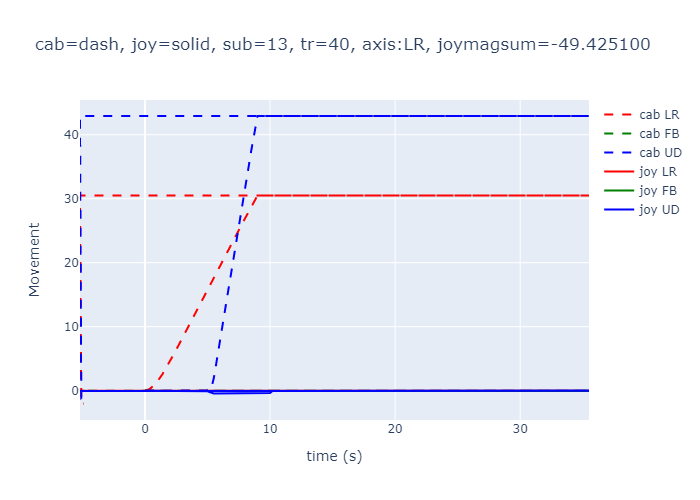 cab=dash, joy=solid, sub=13, tr=40, axis:LR, joymagsum=-49.425100
cab LR
cab FB
cab UD
joy LR
joy FB
joy UD
40
30
20
10
0
Movement
0
10
20
30
time (s)